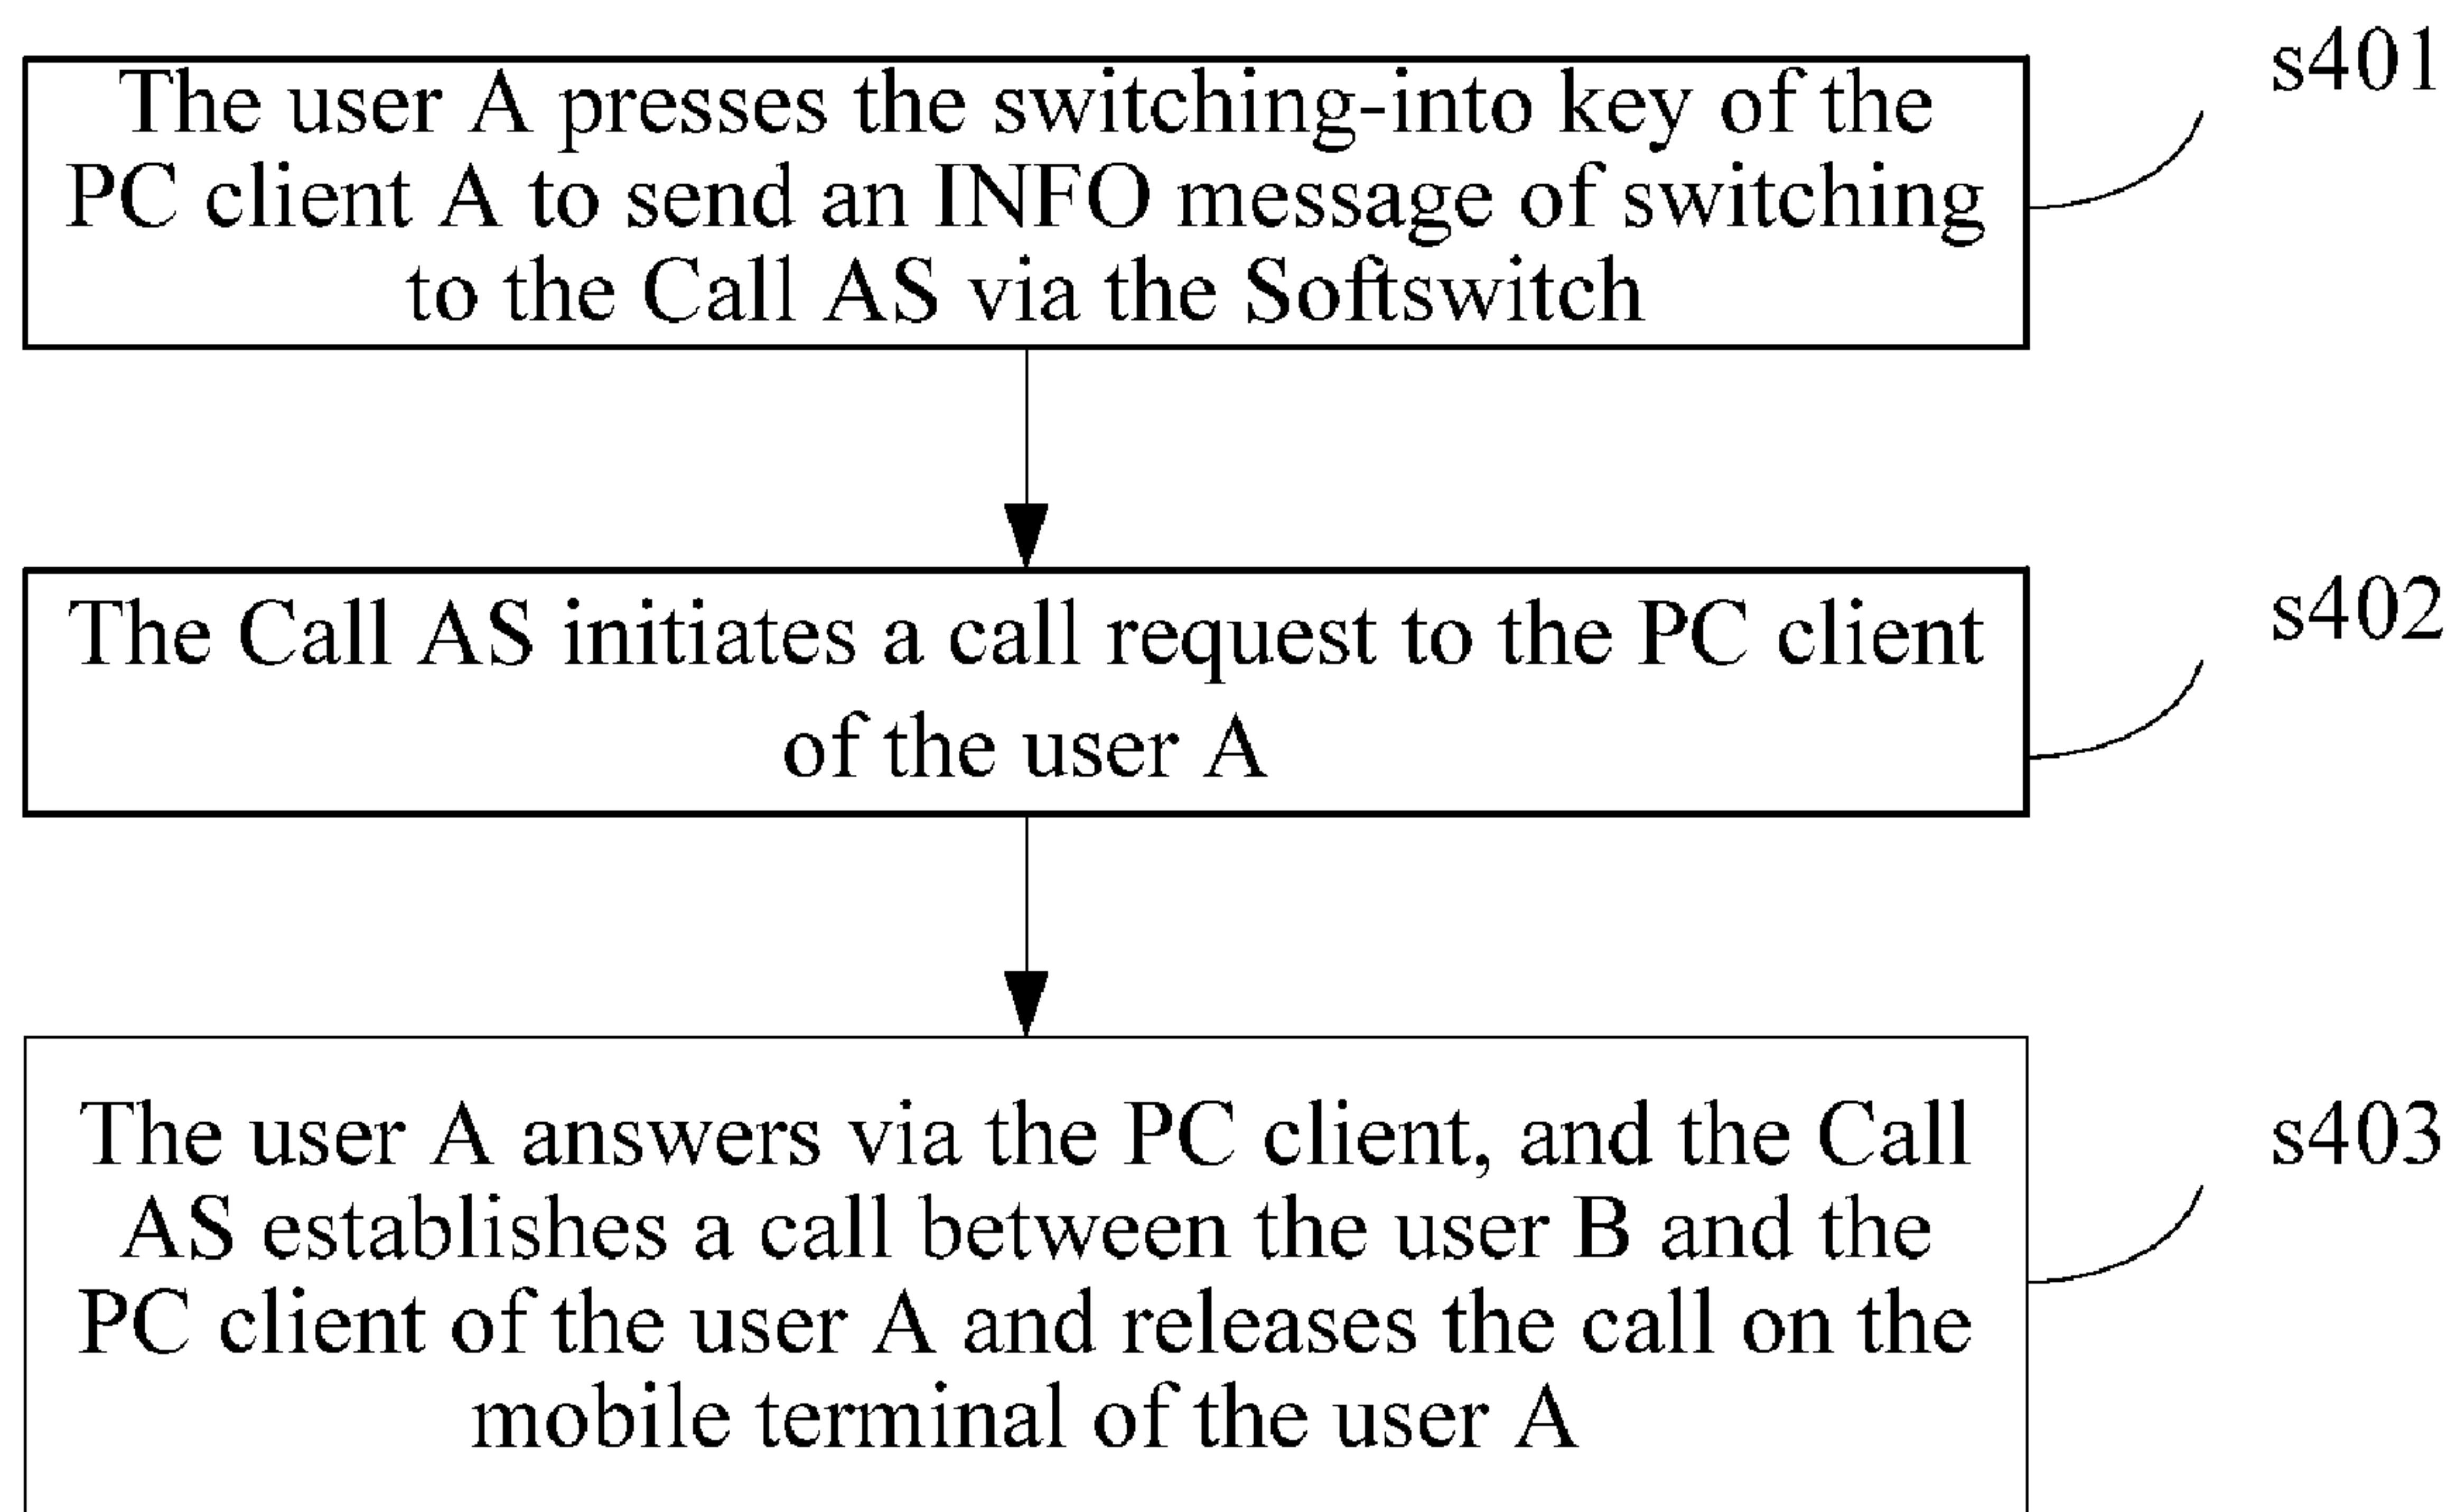 The user A presses the switching-into key of the
PC client A to send an INFO message of switching
to the Call AS via the Softswitch
s401
The Call AS initiates a call request to the PC client
of the user A
s402
The user A answers via the PC client, and the Call
AS establishes a call between the user B and the
PC client of the user A and releases the call on the
mobile terminal of the user A
s403